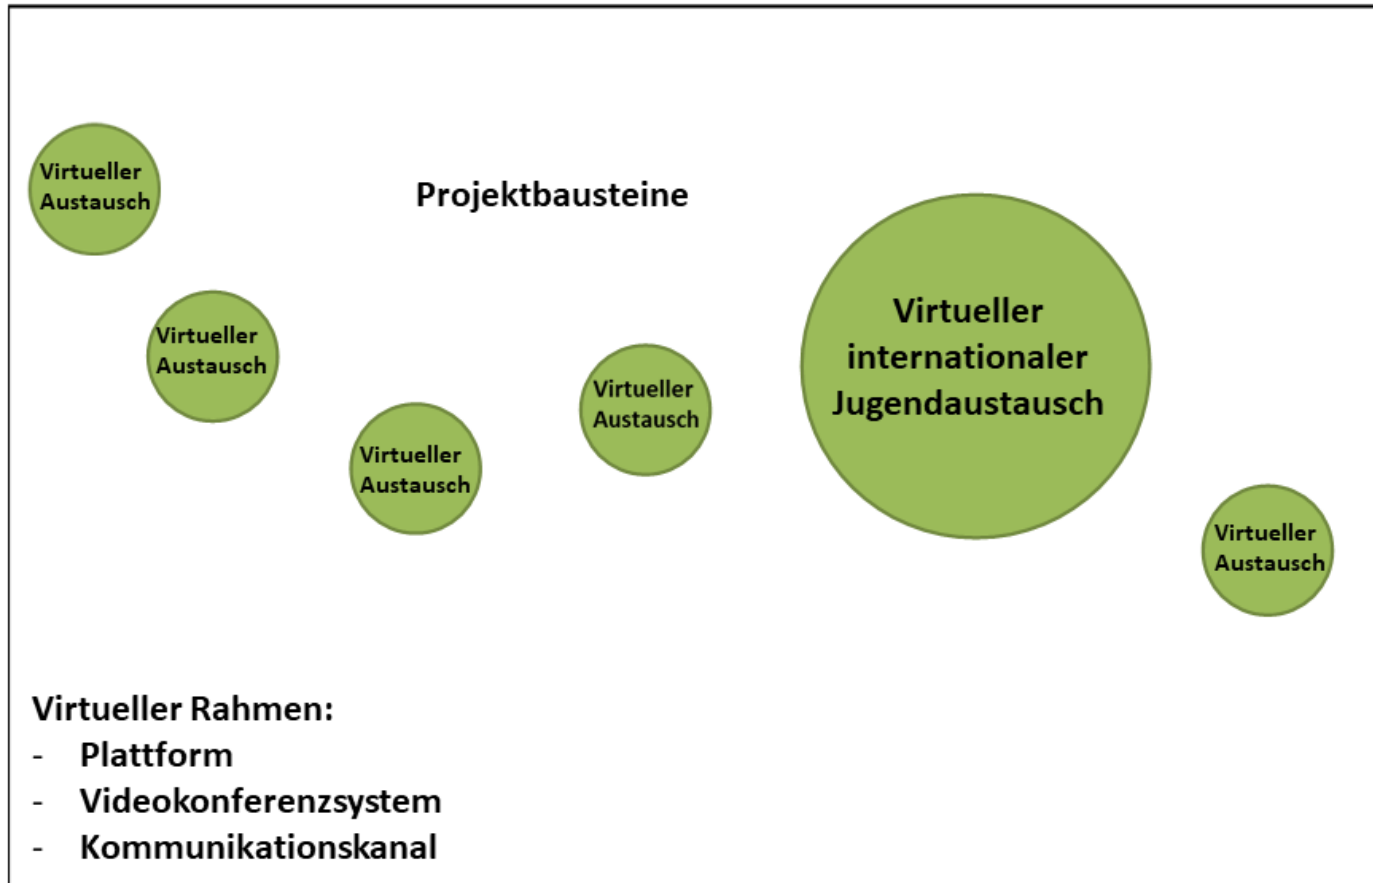 Virtueller
Austausch
Projektbausteine
Virtueller
Austausch
Virtueller
Austausch
Virtueller
Austausch
Virtueller
internationaler
Jugendaustausch
Virtueller
Austausch
Virtueller Rahmen:
- Plattform
- Videokonferenzsystem
- Kommunikationskanal